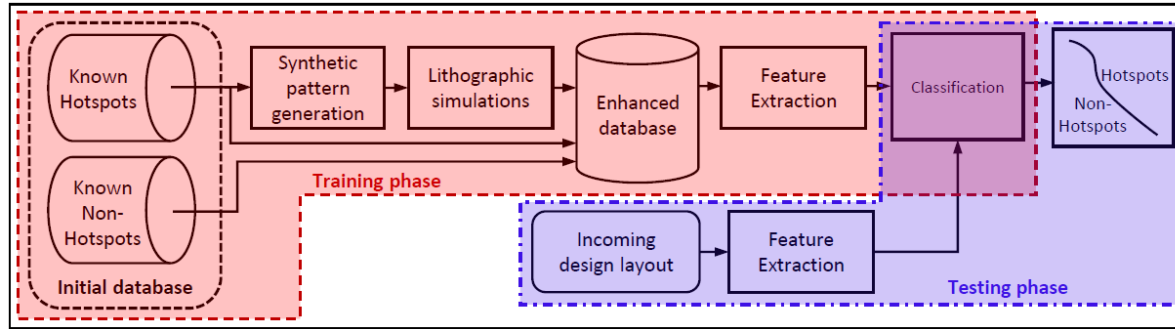 Known
Hotspots
Synthetic
pattern
generation
Lithographic
simulations
Enhanced
database
Feature
Extraction
Classification
Hotspots
Non-
Hotspots
Known
Non-
Hotspots
Initial database
Training phase
Incoming
design layout
Feature
Extraction
Testing phase